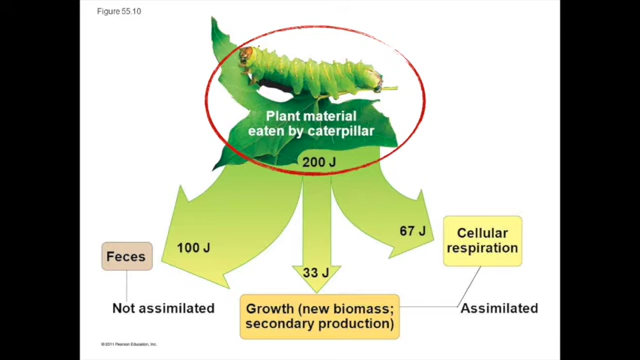 Figure 55.10
Plant material
eaten by caterpillar
200 J
100 J
67 J
33 J
Feces
Cellular
respiration
Not assimilated
Growth (new biomass;
secondary production)
Assimilated
© 2011 Pearson Education, Inc.